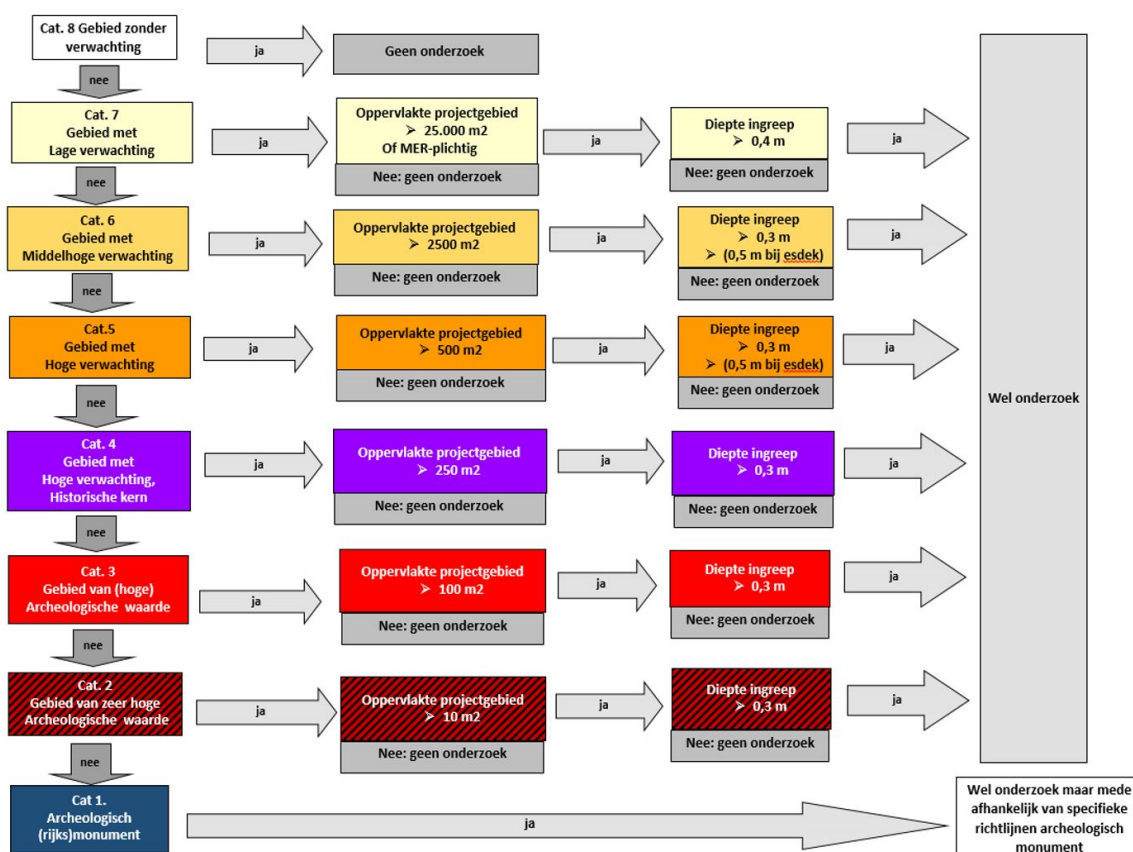 Cat. 8 Gebied zonder
verwachting
ja
Geen onderzoek
nee
Cat. 7
Gebied met
Lage verwachting
ja
Oppervlakte projectgebied
➢ 25.000 m2
Of MER-plichtig
Nee: geen onderzoek
ja
Diepte ingreep
➢ 0,4 m
Nee: geen onderzoek
ja
nee
Cat. 6
Gebied met
Middelhoge verwachting
ja
Oppervlakte projectgebied
➢ 2500 m2
Nee: geen onderzoek
ja
Diepte ingreep
➢ 0,3 m
➢ (0,5 m bij esdek)
Nee: geen onderzoek
ja
nee
Cat.5
Gebied met
Hoge verwachting
ja
Oppervlakte projectgebied
➢ 500 m2
Nee: geen onderzoek
ja
Diepte ingreep
➢ 0,3 m
➢ (0,5 m bij esdek)
Nee: geen onderzoek
ja
Wel onderzoek
nee
Cat. 4
Gebied met
Hoge verwachting,
Historische kern
ja
Oppervlakte projectgebied
➢ 250 m2
Nee: geen onderzoek
ja
Diepte ingreep
➢ 0,3 m
Nee: geen onderzoek
ja
nee
Cat. 3
Gebied van (hoge)
Archeologische waarde
ja
Oppervlakte projectgebied
➢ 100 m2
Nee: geen onderzoek
ja
Diepte ingreep
➢ 0,3 m
Nee: geen onderzoek
ja
nee
Cat. 2
Gebied van zeer hoge
Archeologische waarde
ja
Oppervlakte projectgebied
➢ 10 m2
Nee: geen onderzoek
ja
Diepte ingreep
➢ 0,3 m
Nee: geen onderzoek
ja
nee
Cat 1.
Archeologisch
(rijks)monument
ja
Wel onderzoek maar mede
afhankelijk van specifieke
richtlijnen archeologisch
monument